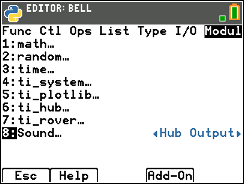 EDITOR: BELL
Func Ctl Ops List Type I/O Modul
1:math…
2:random…
3:time…
4:ti_system…
5:ti_plotlib…
6:ti_hub…
7:ti_rover…
8:Sound… ◂Hub Output▸
Esc Help Add-On